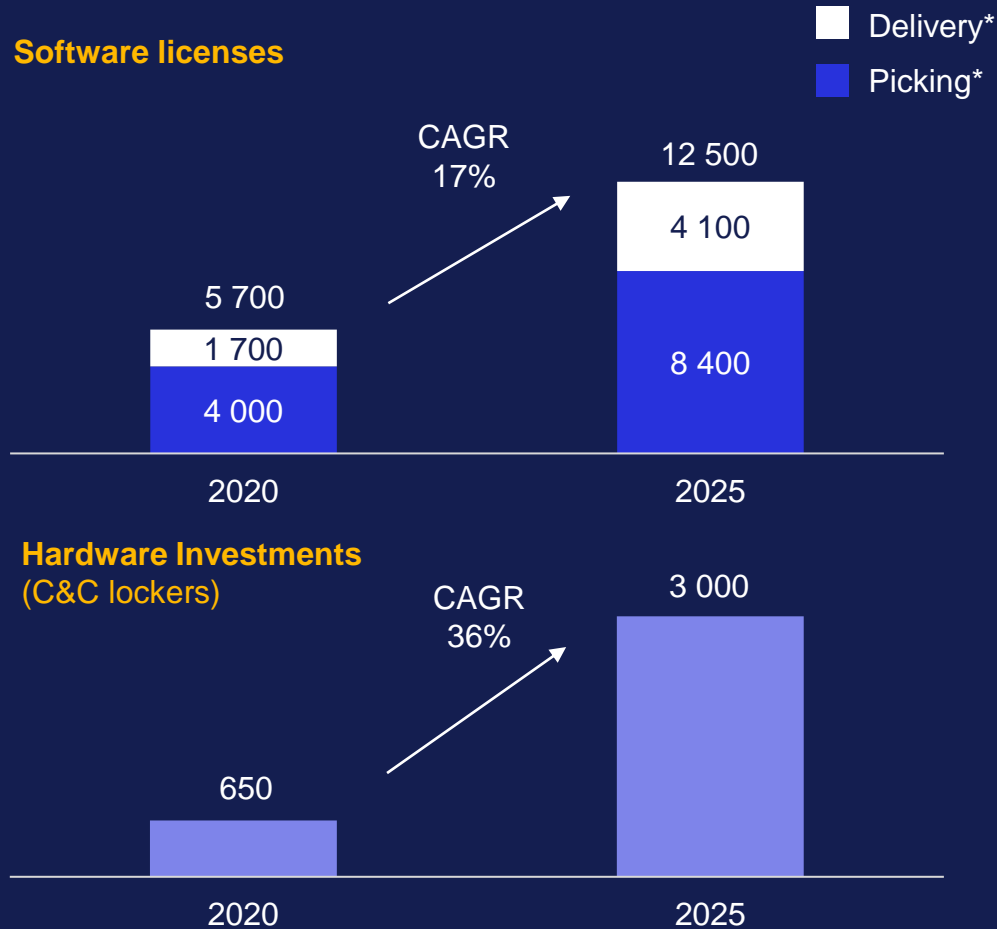 Software licenses
Delivery*
Picking*
CAGR
17%
12 500
4 100
8 400
5 700
1 700
4 000
2020
2025
Hardware Investments
(C&C lockers)
CAGR
36%
3 000
650
2020
2025